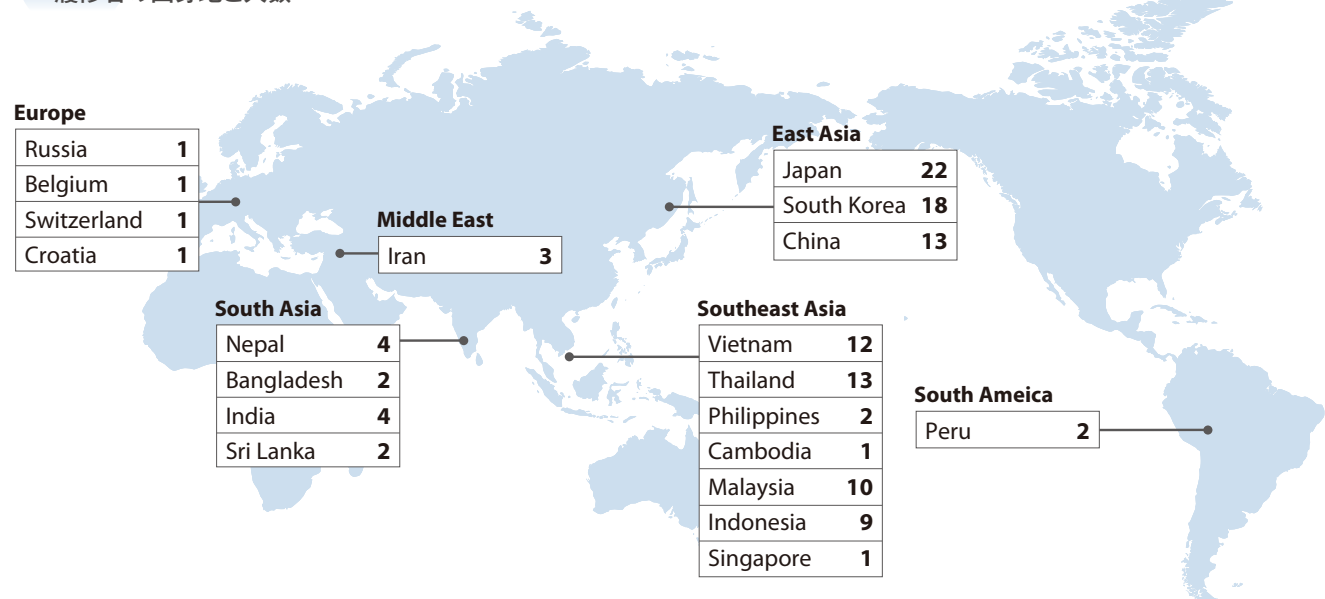 Europe
Russia 1
Belgium 1
Switzerland 1
Croatia 1
Middle East
Iran 3
East Asia
Japan 22
South Korea 18
China 13
South Asia
Nepal 4
Bangladesh 2
India 4
Sri Lanka 2
Southeast Asia
Vietnam 12
Thailand 13
Philippines 2
Cambodia 1
Malaysia 10
Indonesia 9
Singapore 1
South Ameica
Peru 2